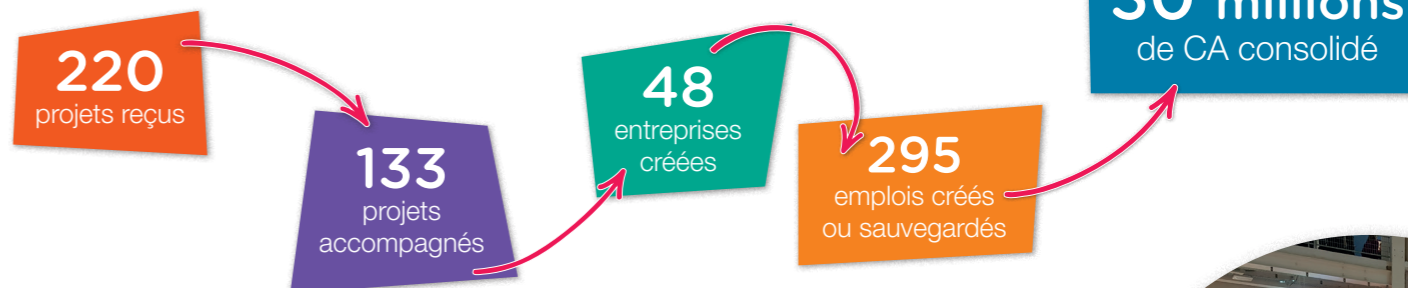 220
projets reçus
133
projets
accompagnés
48
entreprises
créées
295
emplois créés
ou sauvegardés
millions
de CA consolidé